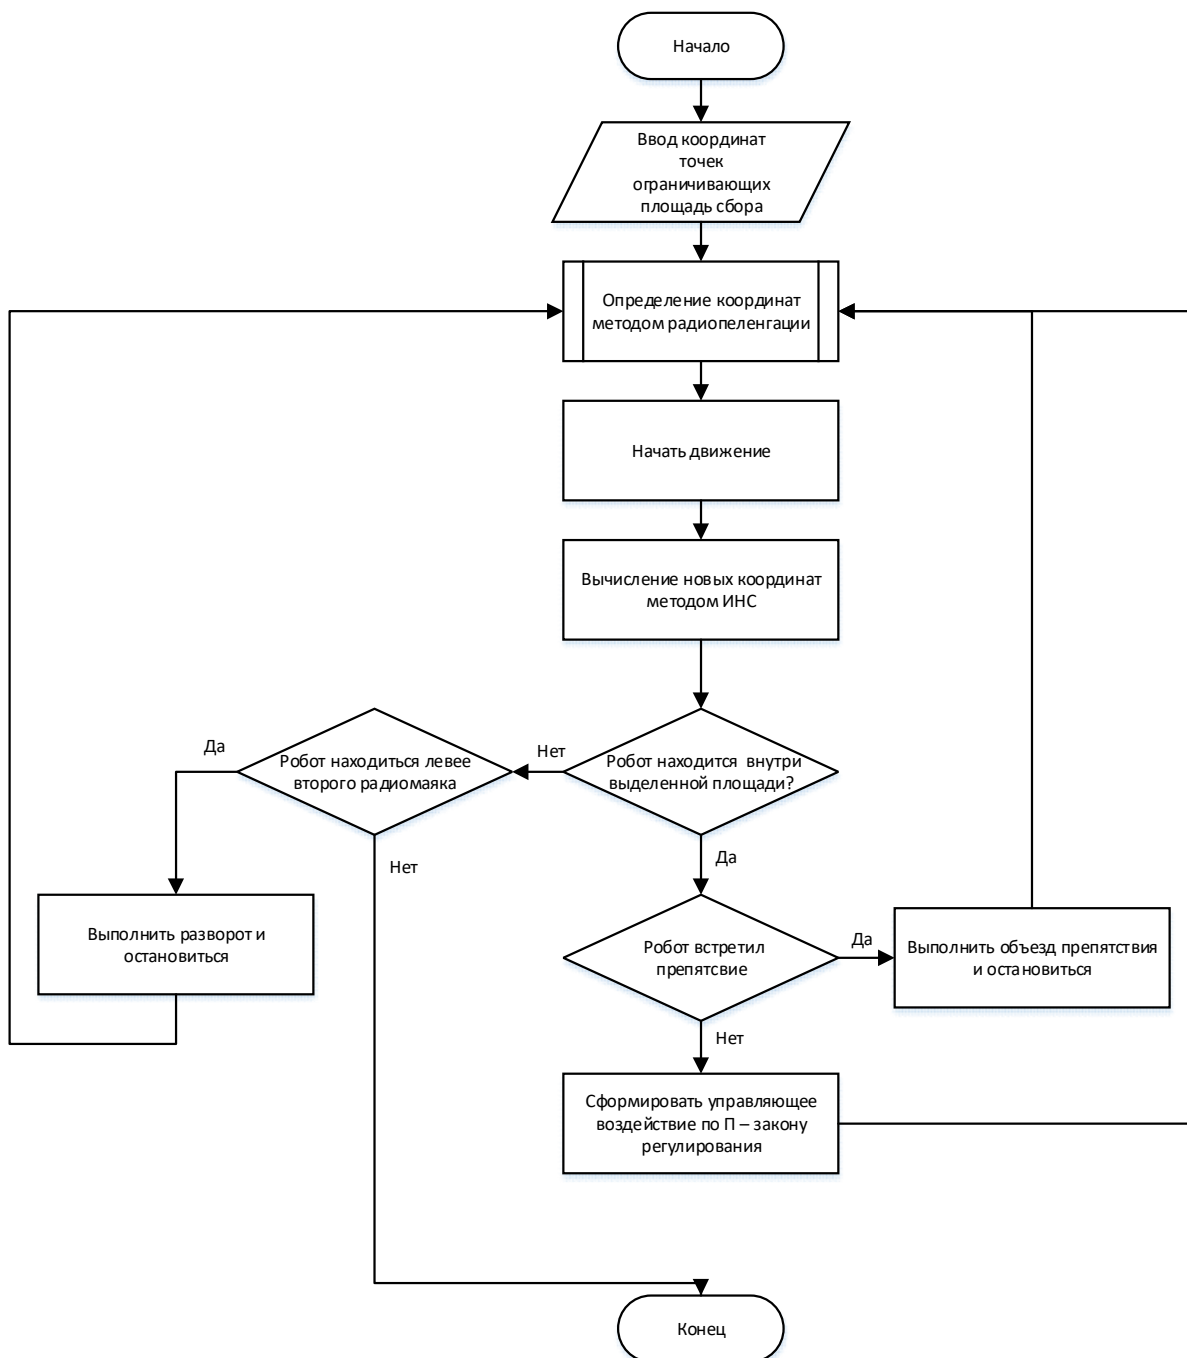 Начало
Ввод координат
точек
ограничивающих
площадь сбора
Определение координат
методом радиопеленгации
Начать движение
Вычисление новых координат
методом ИНС
Да
Робот находиться левее
второго радиомаяка
Нет
Робот находится внутри
выделенной площади?
Нет
Да
Выполнить разворот и
остановиться
Робот встретил
препятсвие
Да
Выполнить объезд препятствия
и остановиться
Нет
Сформировать управляющее
воздействие по П – закону
регулирования
Конец